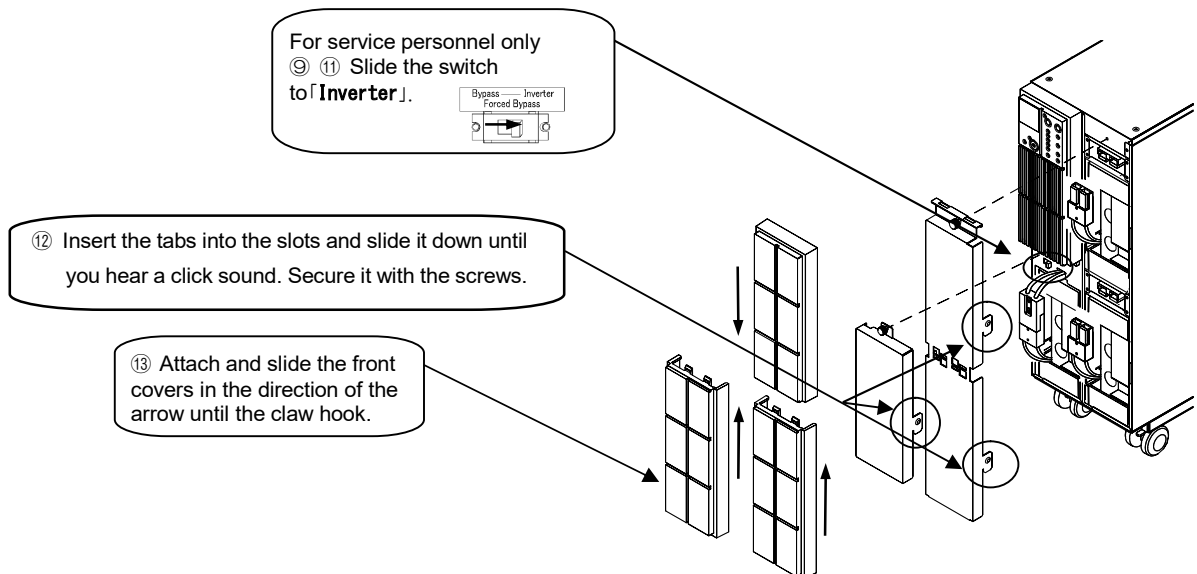 For service personnel only
⑨ ⑪ Slide the switch
to「Inverter」.
Bypass —— Inverter
Forced Bypass
⑫ Insert the tabs into the slots and slide it down until
you hear a click sound. Secure it with the screws.
⑬ Attach and slide the front
covers in the direction of the
arrow until the claw hook.